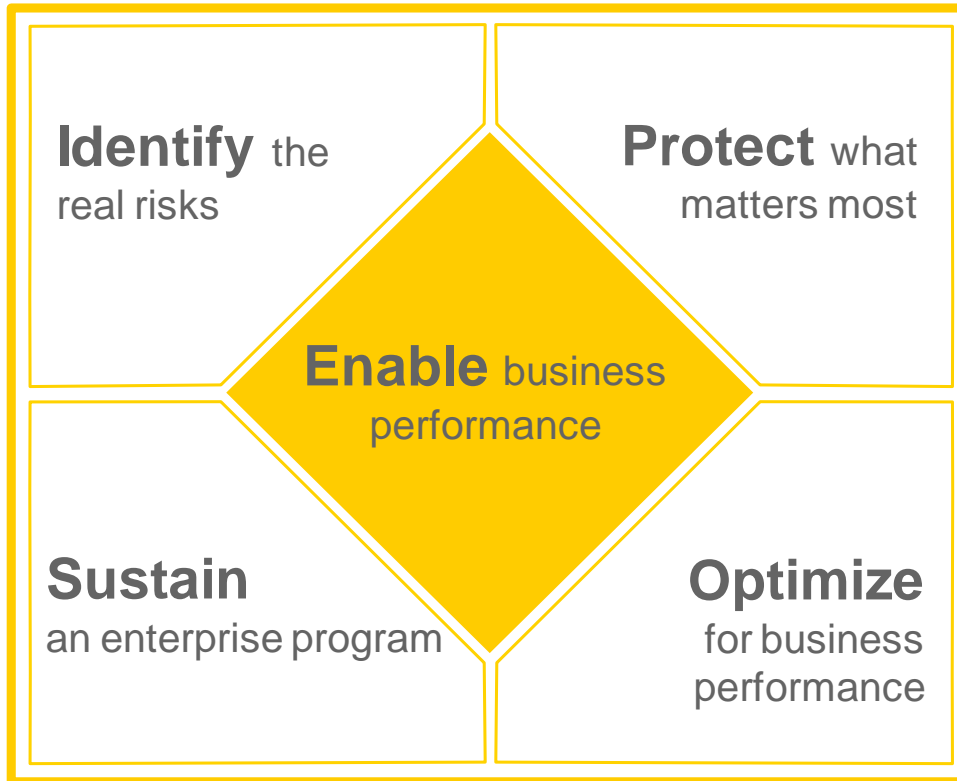 Identify the
real risks
Protect what
matters most
Enable business
performance
Sustain
an enterprise program
Optimize
for business
performance